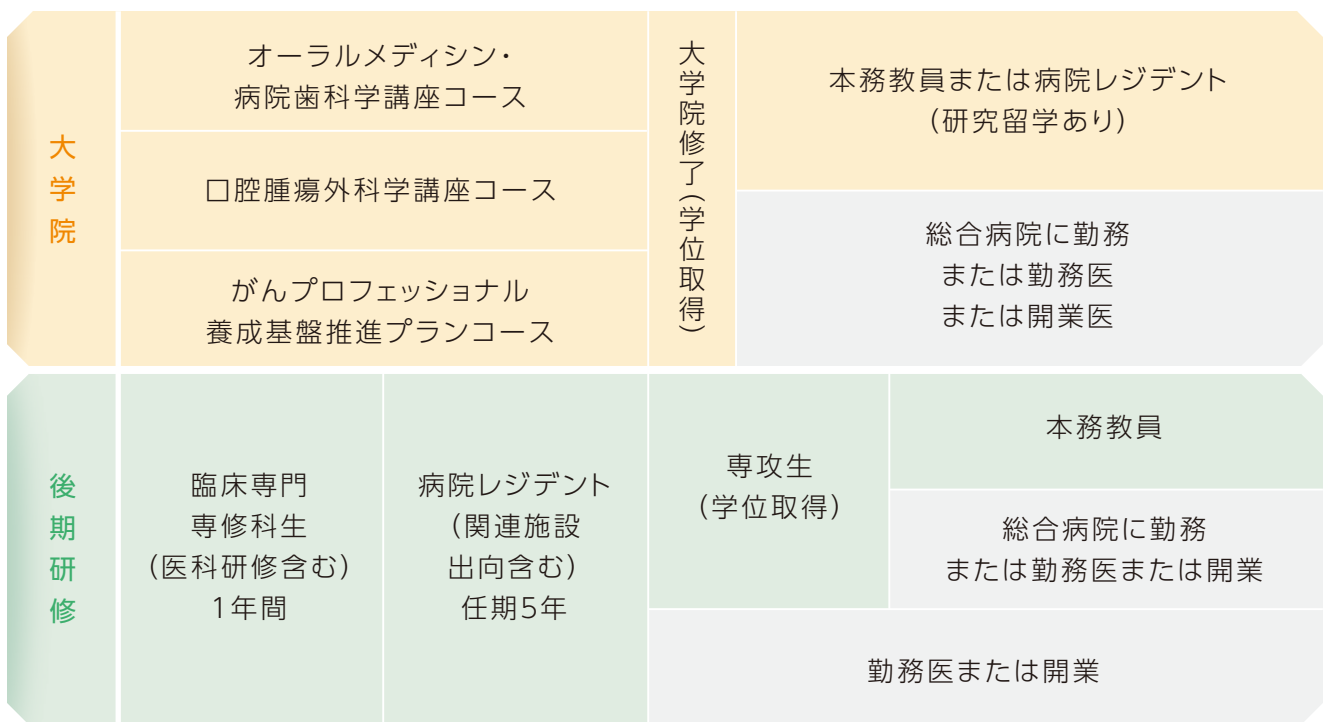 大学院
オーラルメディシン・
病院歯科学講座コース
口腔腫瘍外科学講座コース
がんプロフェッショナル
養成基盤推進プランコース
大学院修了(学位取得)
本務教員または病院レジデント
(研究留学あり)
総合病院に勤務
または勤務医
または開業医
後期研修
臨床専門
専修科生
(医科研修含む)
1年間
病院レジデント
(関連施設
出向含む)
任期5年
専攻生
(学位取得)
本務教員
総合病院に勤務
または勤務医または開業
勤務医または開業